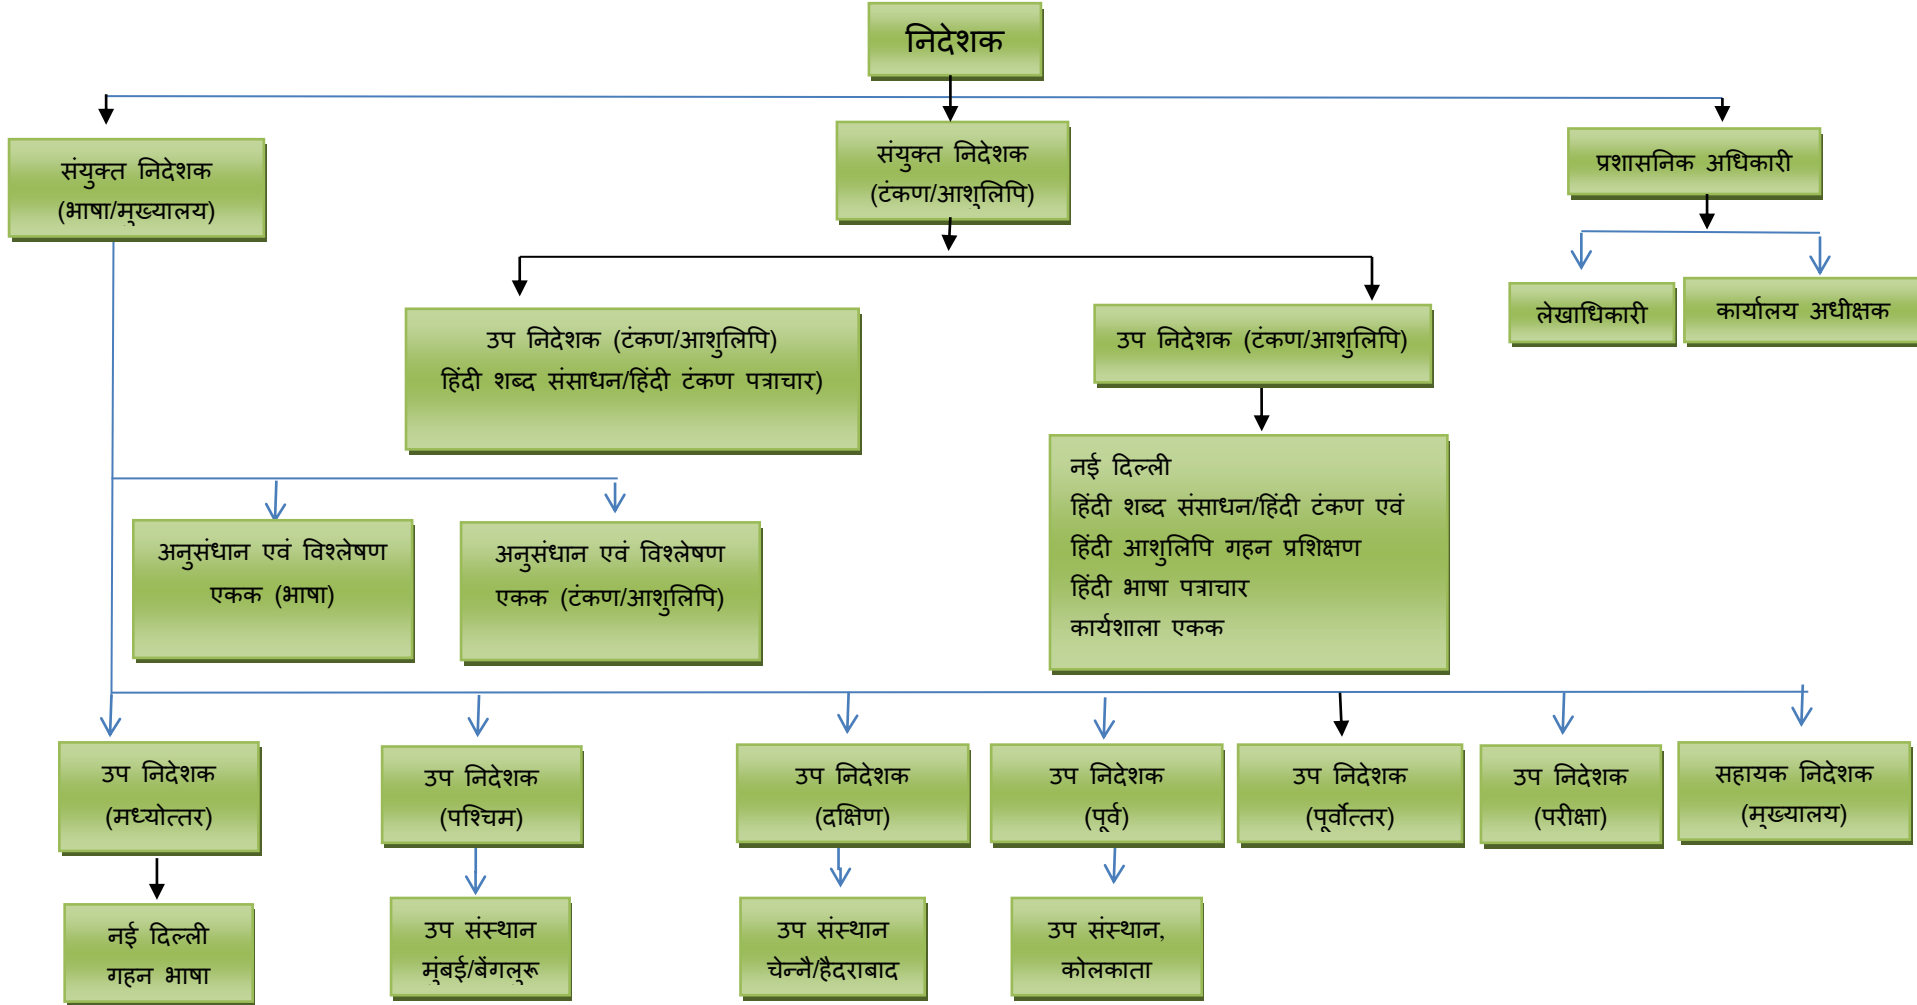 निदेशक
संयुक्त निदेशक
(भाषा/मुख्यालय)
संयुक्त निदेशक
(टंकण/आशुलिपि)
प्रशासनिक अधिकारी
लेखाधिकारी
कार्यालय अधीक्षक
उप निदेशक (टंकण/आशुलिपि)
हिंदी शब्द संसाधन/हिंदी टंकण पत्राचार)
उप निदेशक (टंकण/आशुलिपि)
नई दिल्ली
हिंदी शब्द संसाधन/हिंदी टंकण एवं
हिंदी आशुलिपि गहन प्रशिक्षण
हिंदी भाषा पत्राचार
कार्यशाला एकक
अनुसंधान एवं विश्लेषण
एकक (भाषा)
अनुसंधान एवं विश्लेषण
एकक (टंकण/आशुलिपि)
उप निदेशक
(मध्योत्तर)
उप निदेशक
(पश्चिम)
उप निदेशक
(दक्षिण)
उप निदेशक
(पूर्व)
उप निदेशक
(पूर्वोत्तर)
उप निदेशक
(परीक्षा)
सहायक निदेशक
(मुख्यालय)
नई दिल्ली
गहन भाषा
उप संस्थान
मुंबई/बेंगलुरू
उप संस्थान
चेन्नै/हैदराबाद
उप संस्थान,
कोलकाता